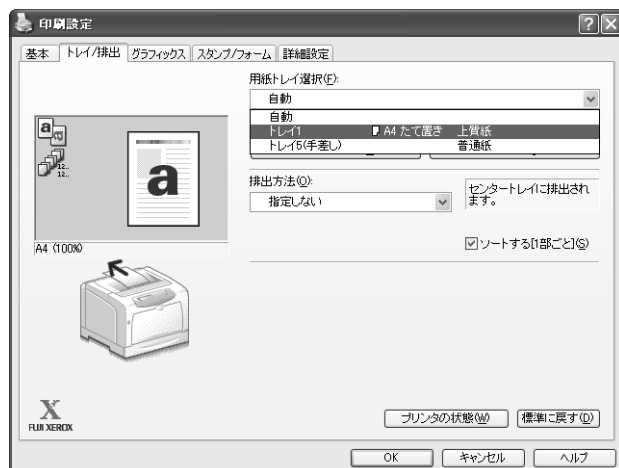 印刷設定
基本 トレイ/排出 グラフィックス スタンプ/フォーム 詳細設定
用紙トレイ選択(F):
自動
自動
トレイ1 A4 たて置き 上質紙
トレイ5(手差し) 普通紙
排出方法(O):
指定しない
センタートレイに排出され
ます。
ソートする[1部ごと](S)
a
a
12..
12..
a
A4 (100%)
X
FUJI XEROX
プリンタの状態(W) 標準に戻す(D)
OK キャンセル ヘルプ